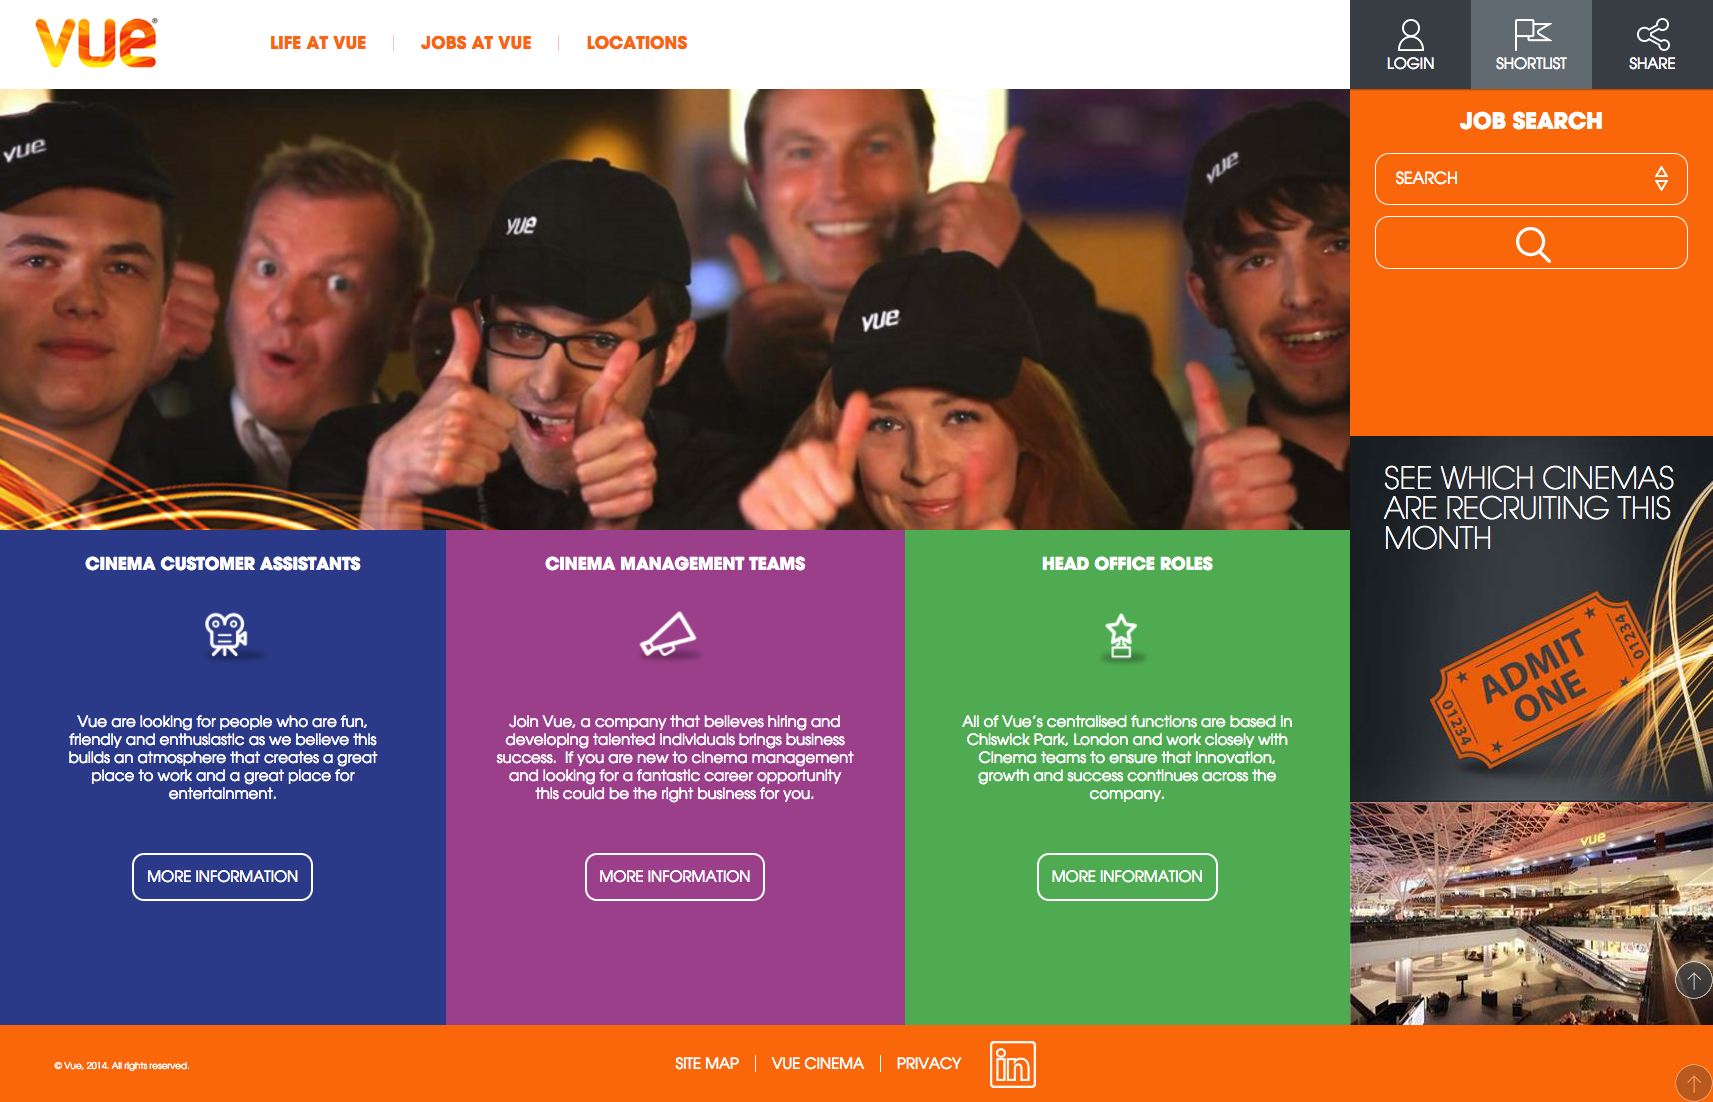 vue
LIFE AT VUE
JOBS AT VUE
LOCATIONS
LOGIN
SHORTLIST
SHARE
vue
vue
vue
vue
JOB SEARCH
SEARCH
SEE WHICH CINEMAS
ARE RECRUITING THIS
MONTH
ADMIT
ONE
01234
01234
vue
CINEMA CUSTOMER ASSISTANTS
Vue are looking for people who are fun,
friendly and enthusiastic as we believe this
builds an atmosphere that creates a great
place to work and a great place for
entertainment.
MORE INFORMATION
CINEMA MANAGEMENT TEAMS
Join Vue, a company that believes hiring and
developing talented individuals brings business
success. If you are new to cinema management
and looking for a fantastic career opportunity
this could be the right business for you.
MORE INFORMATION
HEAD OFFICE ROLES
All of Vue's centralised functions are based in
Chiswick Park, London and work closely with
Cinema teams to ensure that innovation,
growth and success continues across the
company.
MORE INFORMATION
© Vue, 2014. All rights reserved.
SITE MAP
VUE CINEMA
PRIVACY
in